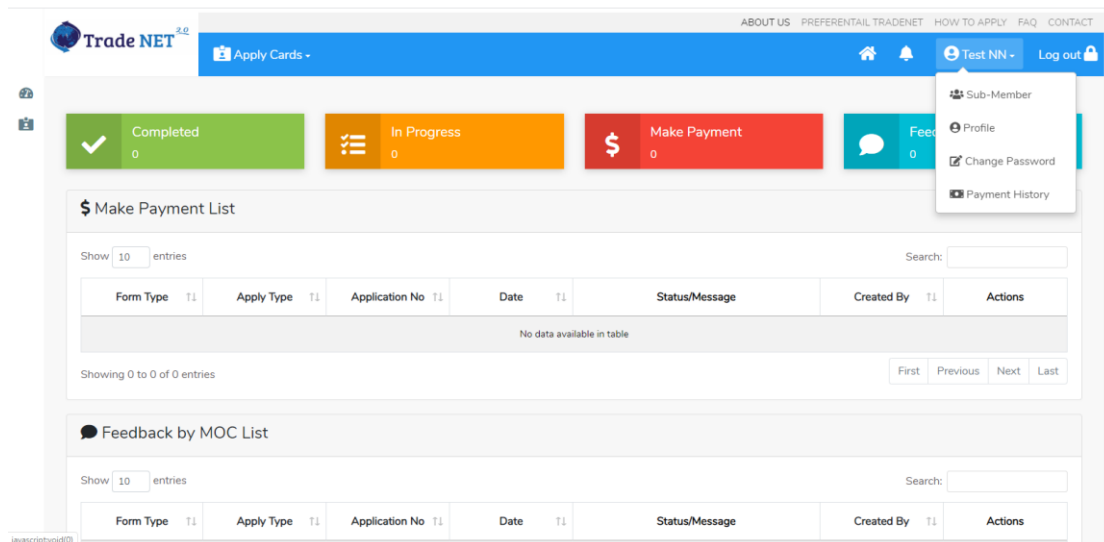 ABOUT US PREFERENTAIL TRADENET HOW TO APPLY FAQ CONTACT
Trade NET 2.0
Apply Cards
Test NN
Log out
Sub-Member
Profile
Change Password
Payment History
Completed
0
In Progress
0
Make Payment
0
Feed
0
$ Make Payment List
Show 10 entries
Search:
Form Type Apply Type Application No Date Status/Message Created By Actions
No data available in table
Showing 0 to 0 of 0 entries
First Previous Next Last
Feedback by MOC List
Show 10 entries
Search:
Form Type Apply Type Application No Date Status/Message Created By Actions
javascript:void(0)